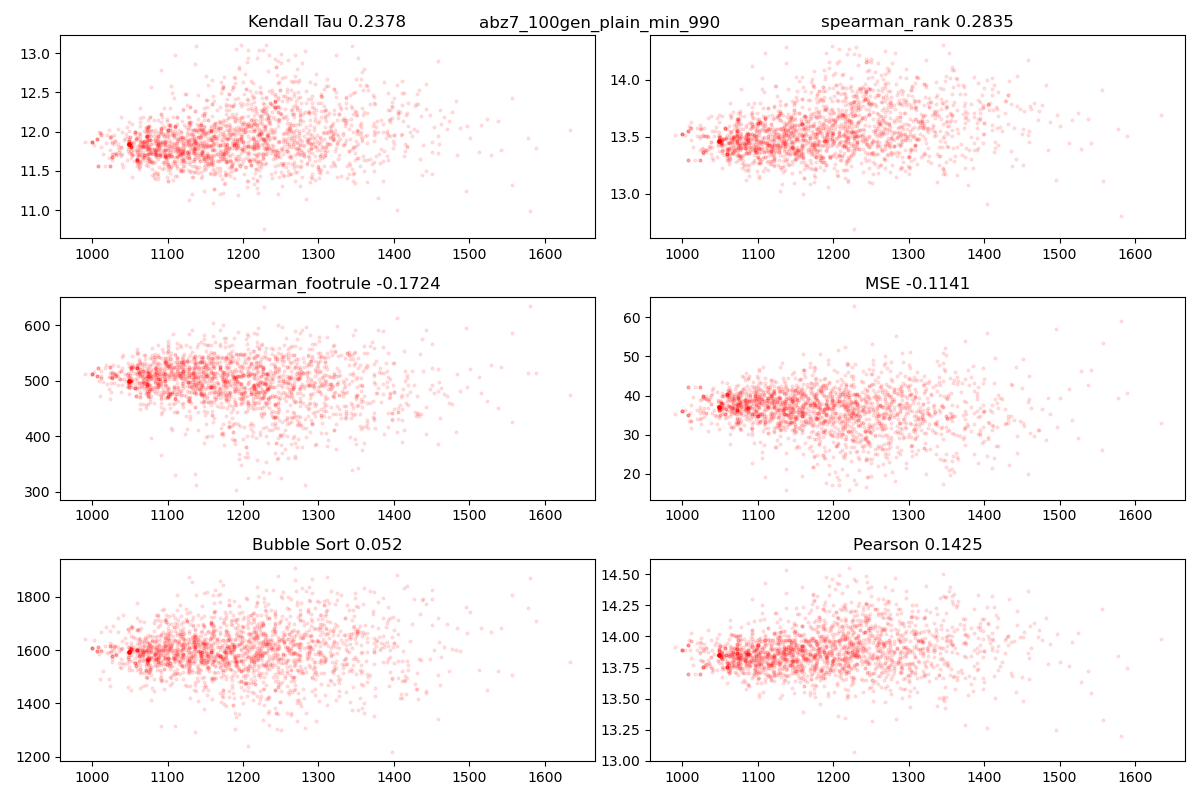 abz7_100gen_plain_min_990
Kendall Tau 0.2378
13.0
12.5
12.0
11.5
11.0
1000 1100 1200 1300 1400 1500 1600
spearman_rank 0.2835
14.0
13.5
13.0
1000 1100 1200 1300 1400 1500 1600
spearman_footrule -0.1724
600
500
400
300
1000 1100 1200 1300 1400 1500 1600
MSE -0.1141
60
50
40
30
20
1000 1100 1200 1300 1400 1500 1600
Bubble Sort 0.052
1800
1600
1400
1200
1000 1100 1200 1300 1400 1500 1600
Pearson 0.1425
14.50
14.25
14.00
13.75
13.50
13.25
13.00
1000 1100 1200 1300 1400 1500 1600